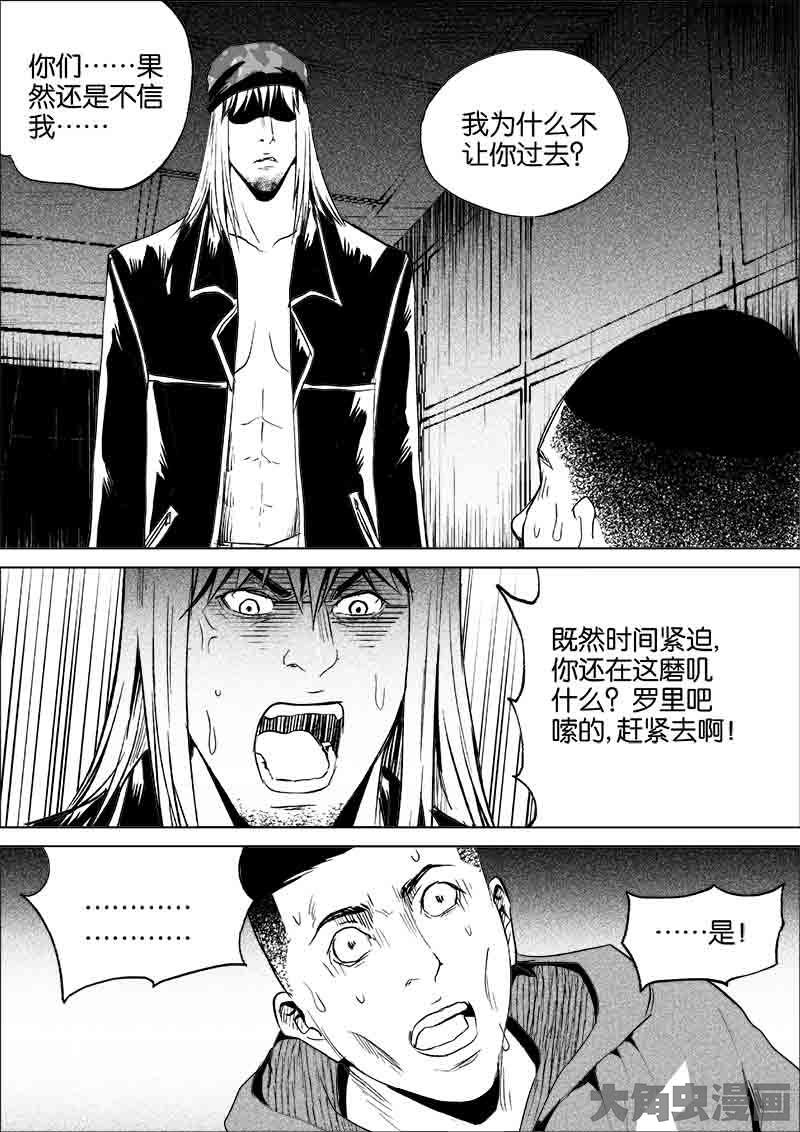 你们……果
然还是不信
我……
我为什么不
让你过去？
既然时间紧迫，
你还在这磨叽
什么？罗里吧
嗦的，赶紧去啊！
…………
…………
……是！
大角虫漫画